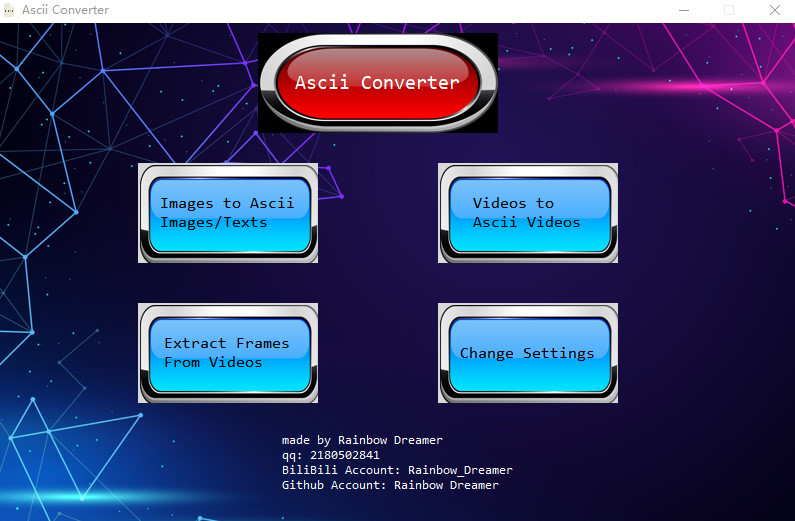 Ascii Converter
Ascii Converter
Images to Ascii
Images/Texts
Videos to
Ascii Videos
Extract Frames
From Videos
Change Settings
made by Rainbow Dreamer
qq: 2180502841
BiliBili Account: Rainbow_Dreamer
Github Account: Rainbow Dreamer